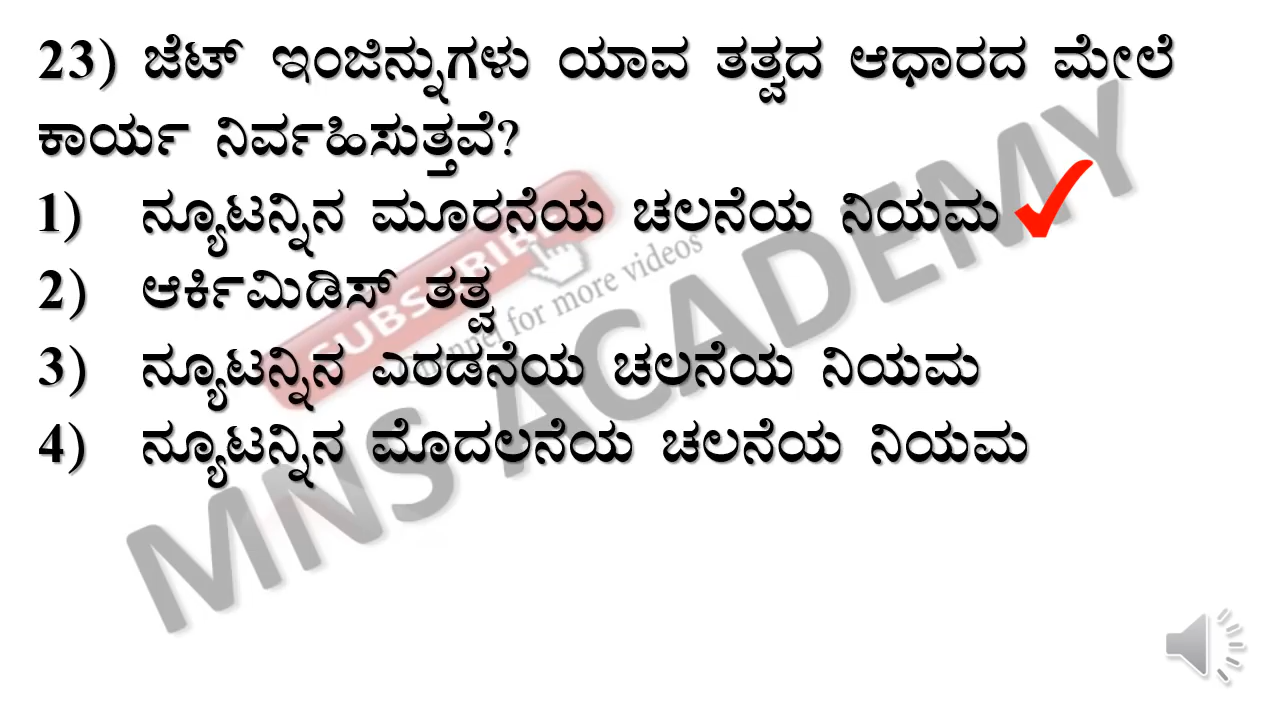 23) ಜೆಟ್ ಇಂಜಿನ್ನುಗಳು ಯಾವ ತತ್ವದ ಆಧಾರದ ಮೇಲೆ
ಕಾರ್ಯ ನಿರ್ವಹಿಸುತ್ತವೆ?
1) ನ್ಯೂಟನ್ನಿನ ಮೂರನೆಯ ಚಲನೆಯ ನಿಯಮ
2) ಆರ್ಕಿಮಿಡಿಸ್ ತತ್ವ
3) ನ್ಯೂಟನ್ನಿನ ಎರಡನೆಯ ಚಲನೆಯ ನಿಯಮ
4) ನ್ಯೂಟನ್ನಿನ ಮೊದಲನೆಯ ಚಲನೆಯ ನಿಯಮ
SUBSCRIBE
Channel for more videos
MNS ACADEMY